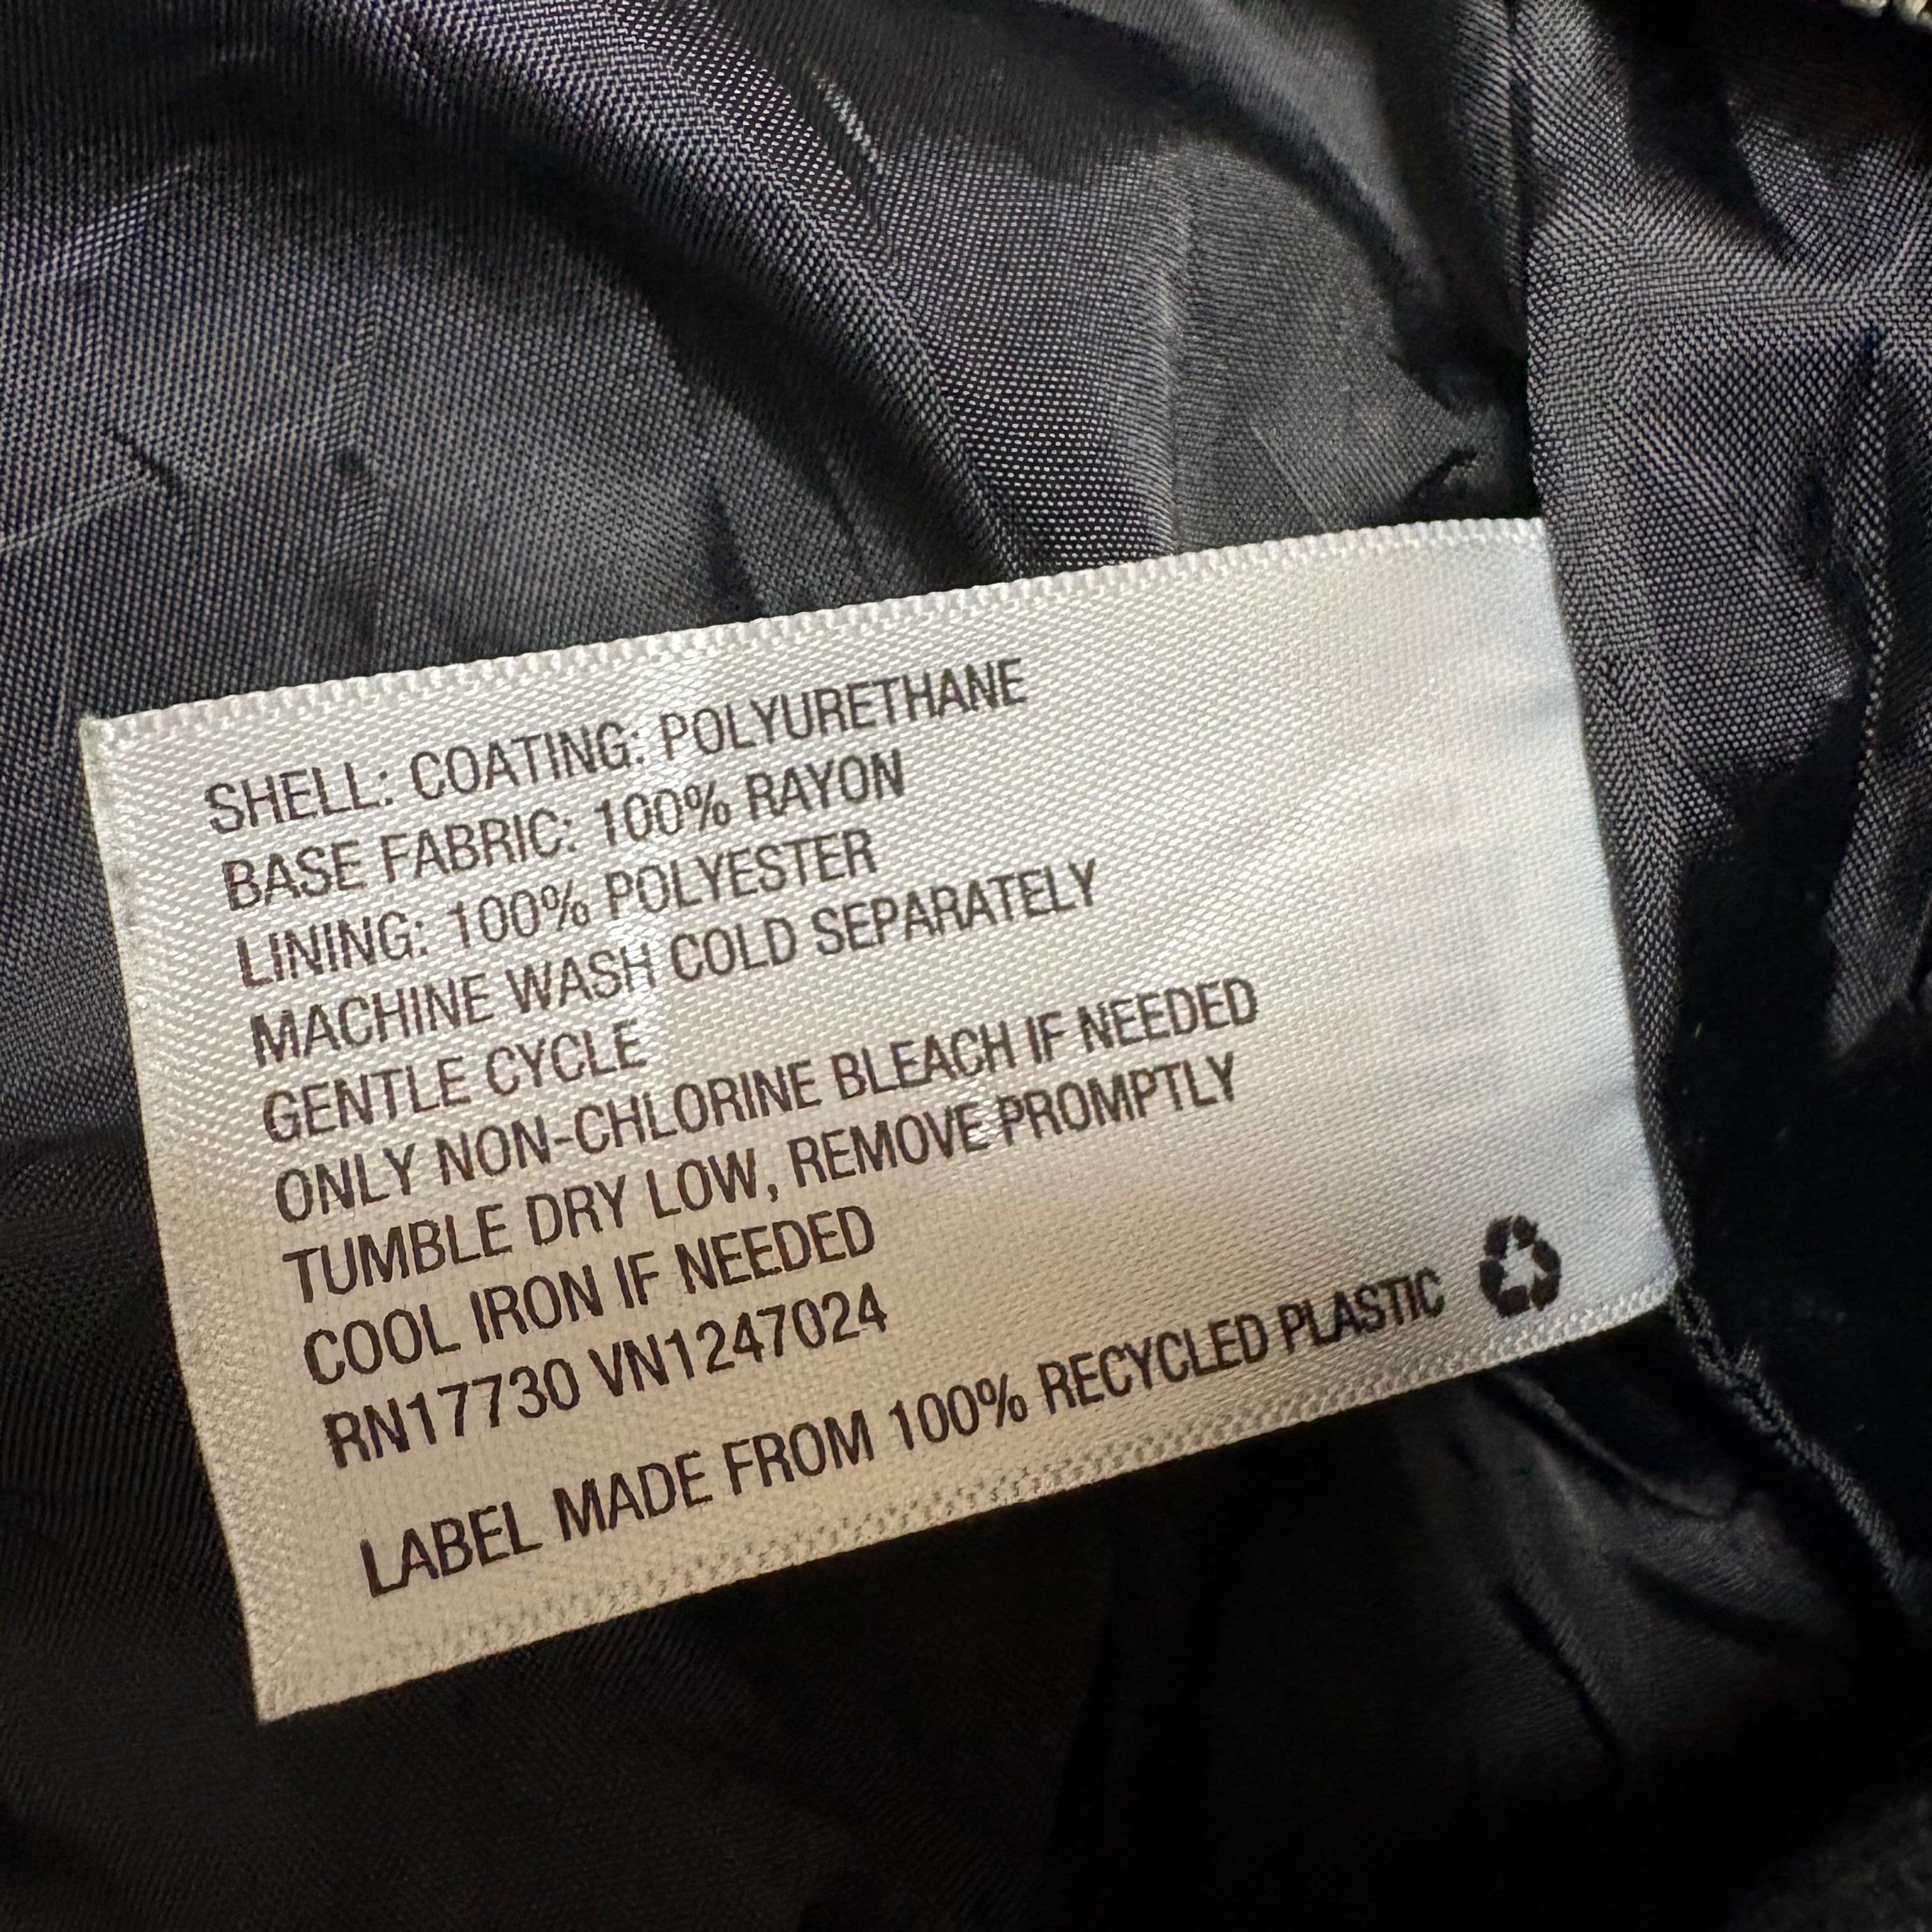 SHELL: COATING: POLYURETHANE
BASE FABRIC: 100% RAYON
LINING: 100% POLYESTER
MACHINE WASH COLD SEPARATELY
GENTLE CYCLE
ONLY NON-CHLORINE BLEACH IF NEEDED
TUMBLE DRY LOW, REMOVE PROMPTLY
COOL IRON IF NEEDED
RN17730 VN1247024
LABEL MADE FROM 100% RECYCLED PLASTIC